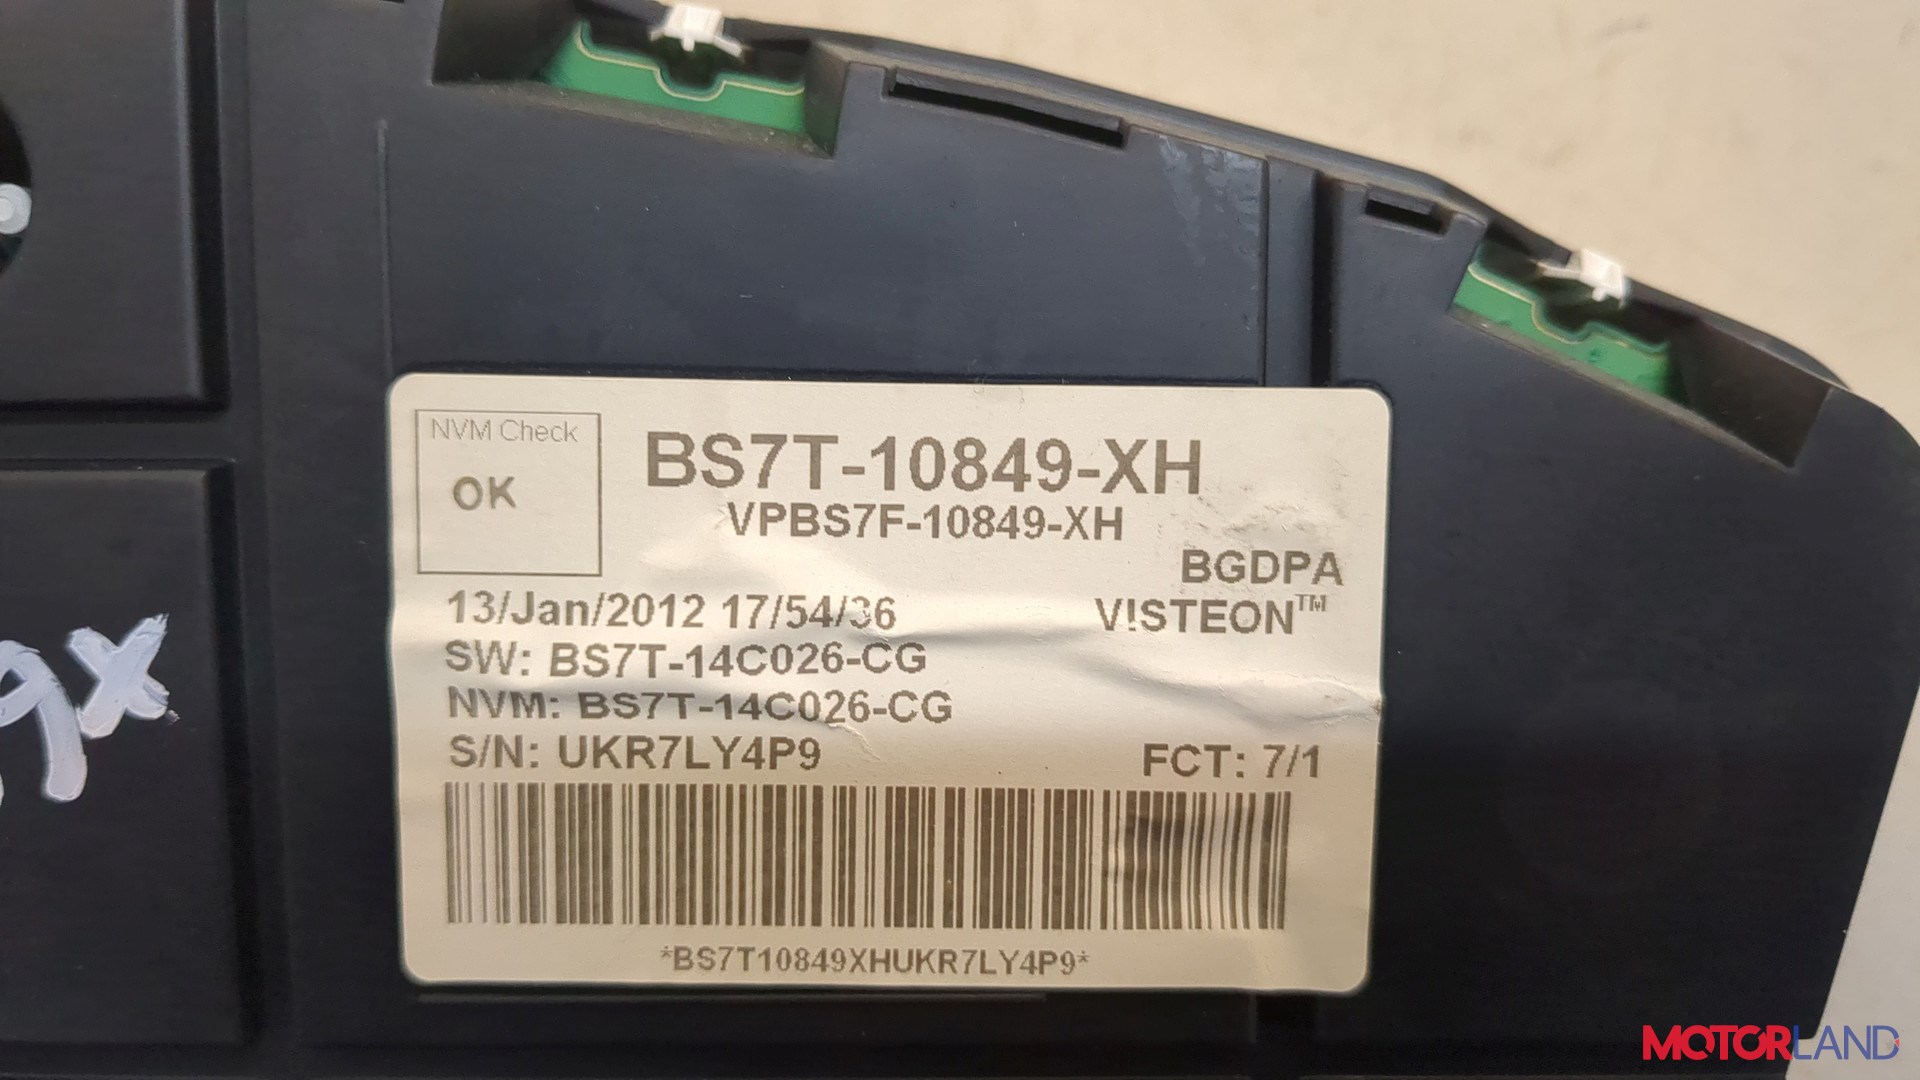 NVM Check
OK
BS7T-10849-XH
VPBS7F-10849-XH
BGDPA
13/Jan/2012 17/54/36
V!STEON™
SW: BS7T-14C026-CG
NVM: BS7T-14C026-CG
S/N: UKR7LY4P9
FCT: 7/1
*BS7T10849XHUKR7LY4P9*
MOTORLAND